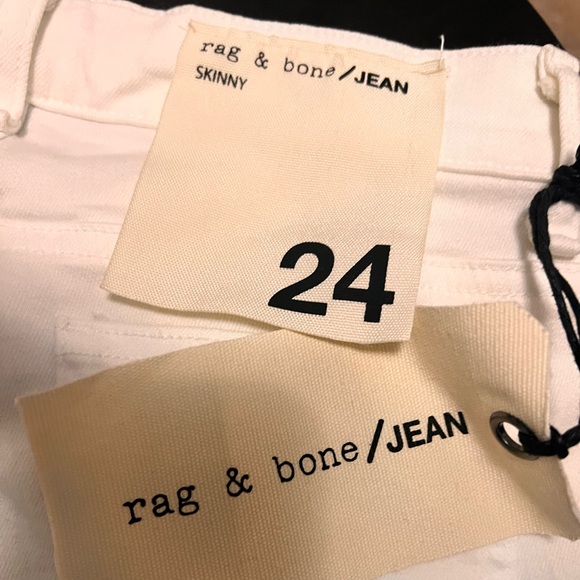 rag & bone/JEAN
SKINNY
24
rag & bone/JEAN